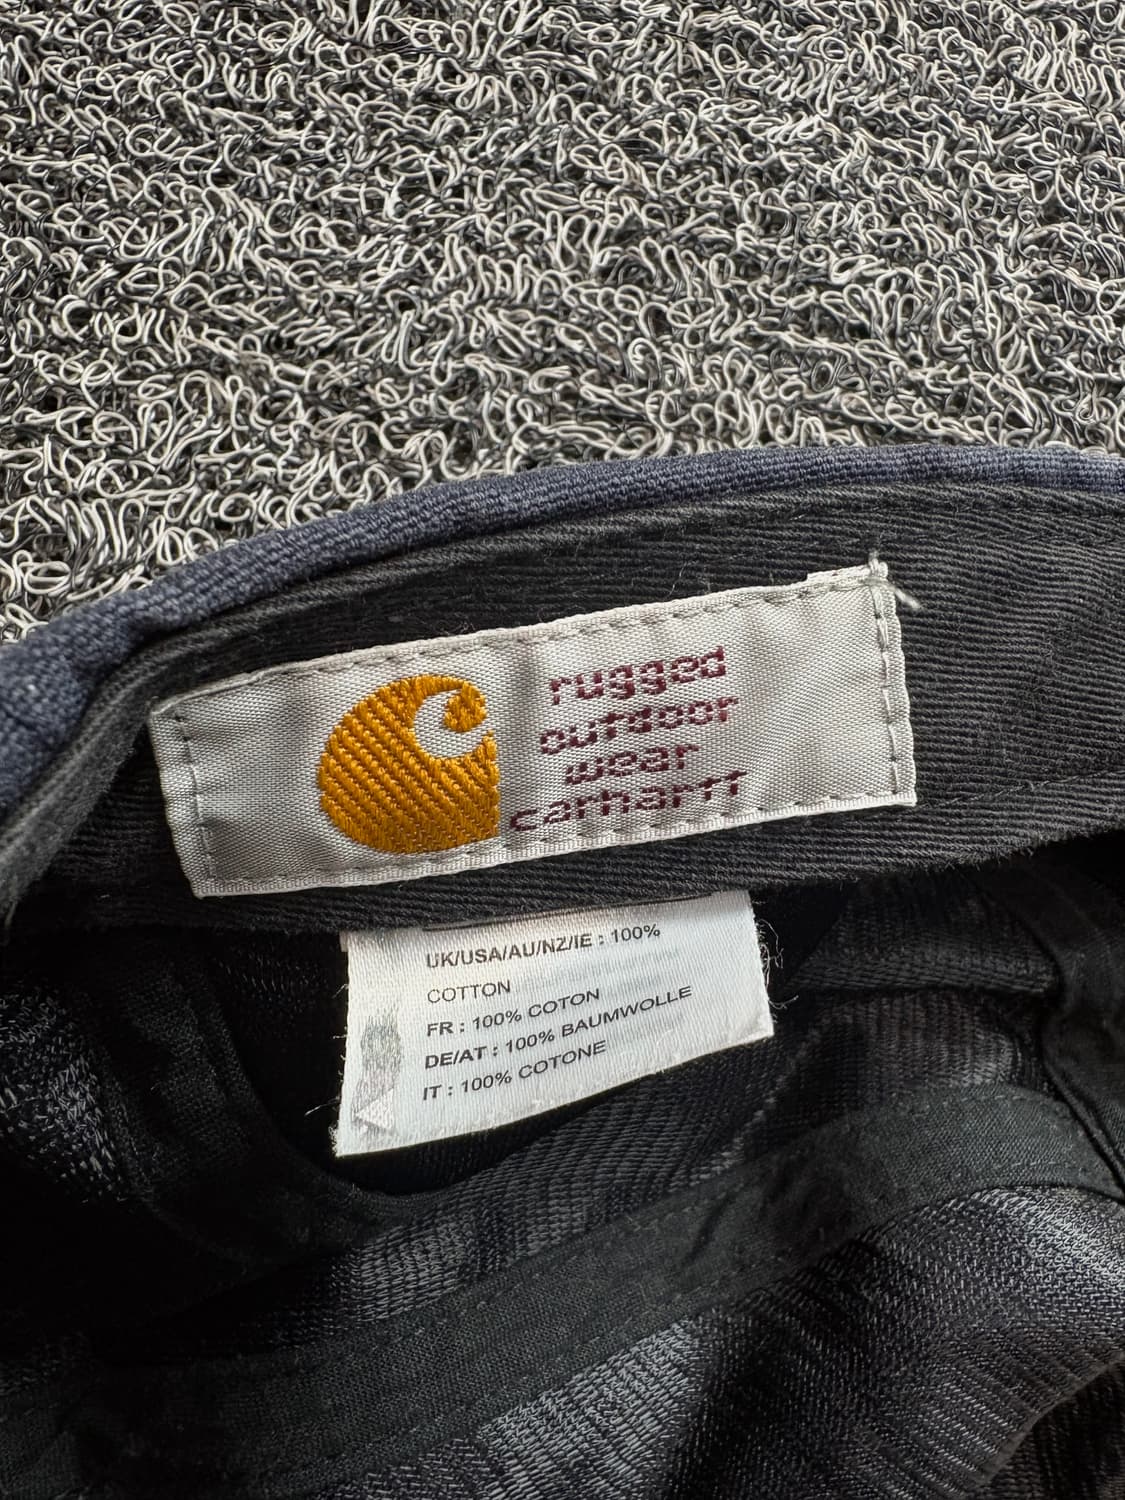 rugged
outdoor
wear
carhartt
UK/USA/AU/NZ/IE : 100%
COTTON
FR : 100% COTON
DE/AT : 100% BAUMWOLLE
IT : 100% COTONE